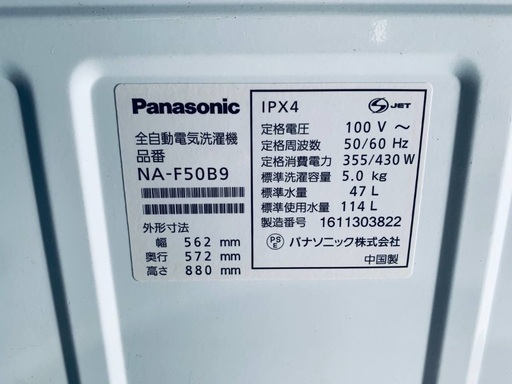 Panasonic
全自動電気洗濯機
品番
NA-F50B9
外形寸法
幅 562 mm
奥行 572 mm
高さ 880 mm
IPX4
S JET
定格電圧 100 V ～
定格周波数 50/60 Hz
定格消費電力 355/430 W
標準洗濯容量 5.0 kg
標準水量 47 L
標準使用水量 114 L
製造番号 1611303822
PSE パナソニック株式会社
中国製